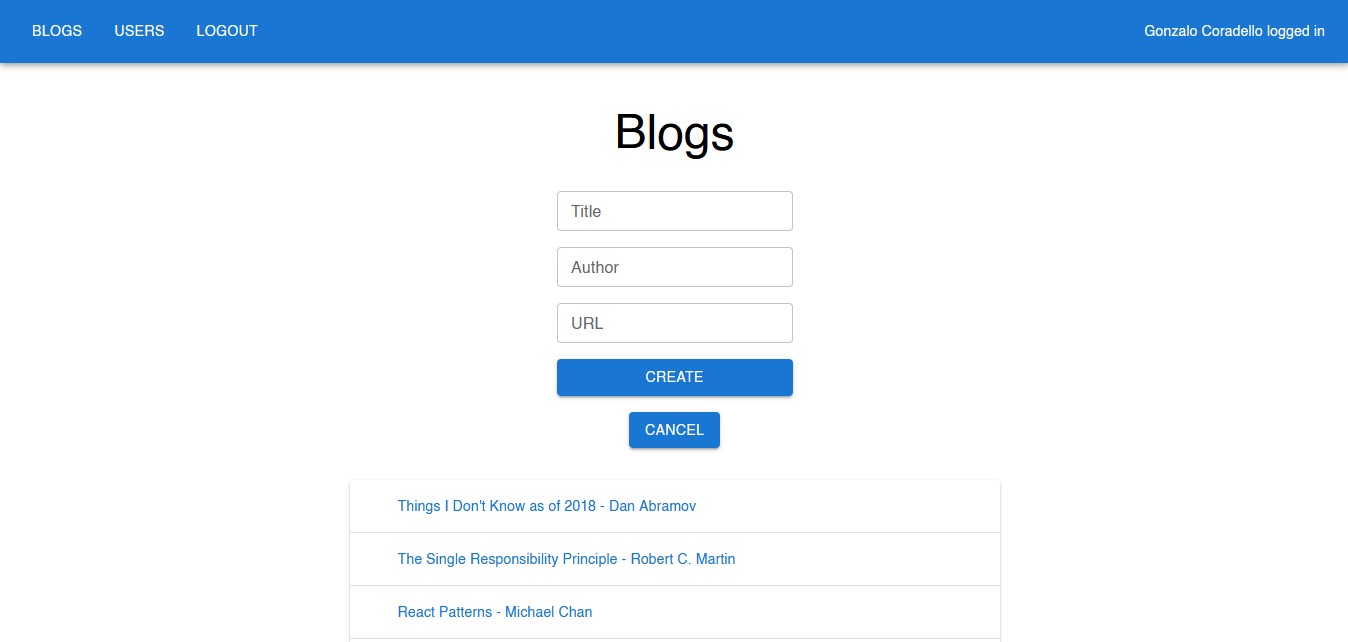 BLOGS USERS LOGOUT Gonzalo Coradello logged in
Blogs
Title
Author
URL
CREATE
CANCEL
Things I Don't Know as of 2018 - Dan Abramov
The Single Responsibility Principle - Robert C. Martin
React Patterns - Michael Chan